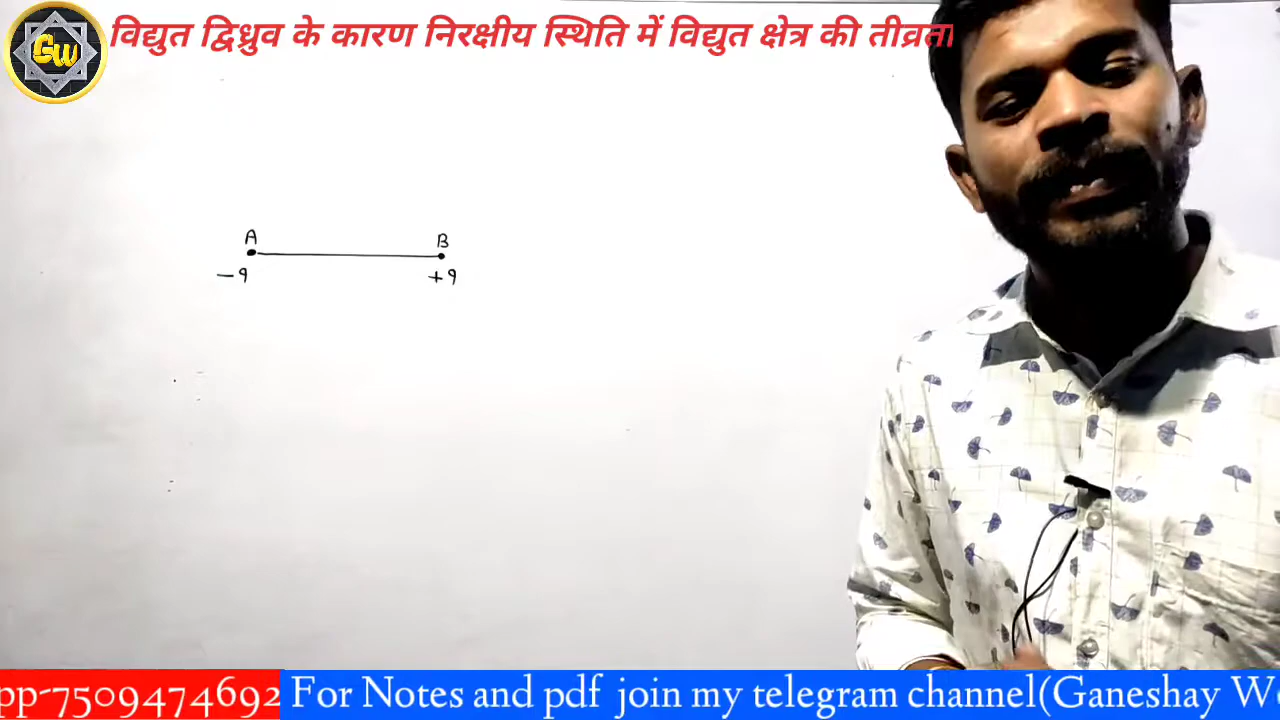 GW
विद्युत द्विध्रुव के कारण निरक्षीय स्थिति में विद्युत क्षेत्र की तीव्रता
A
B
-q
+q
pp-7509474692 For Notes and pdf join my telegram channel(Ganeshay W